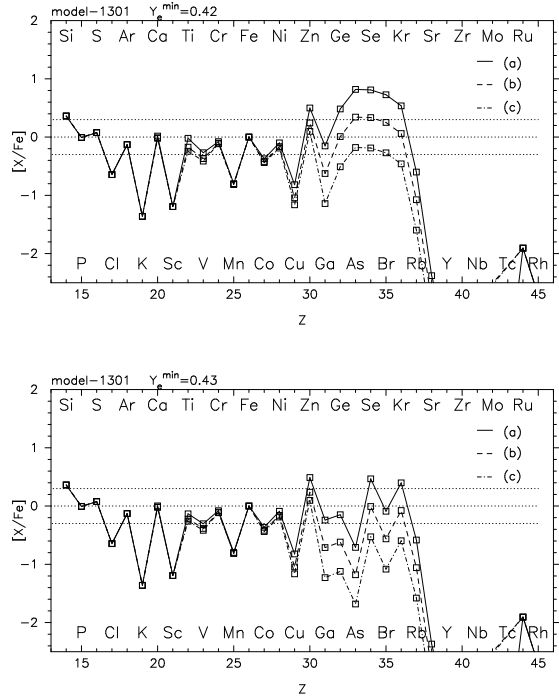 model-1301 Y_e^min=0.42
2
Si S Ar Ca Ti Cr Fe Ni Zn Ge Se Kr Sr Zr Mo Ru
(a)
(b)
(c)
1
0
[X/Fe]
-1
-2
P Cl K Sc V Mn Co Cu Ga As Br Rb Y Nb Tc Rh
15 20 25 30 35 40 45
Z
model-1301 Y_e^min=0.43
2
Si S Ar Ca Ti Cr Fe Ni Zn Ge Se Kr Sr Zr Mo Ru
(a)
(b)
(c)
1
0
[X/Fe]
-1
-2
P Cl K Sc V Mn Co Cu Ga As Br Rb Y Nb Tc Rh
15 20 25 30 35 40 45
Z